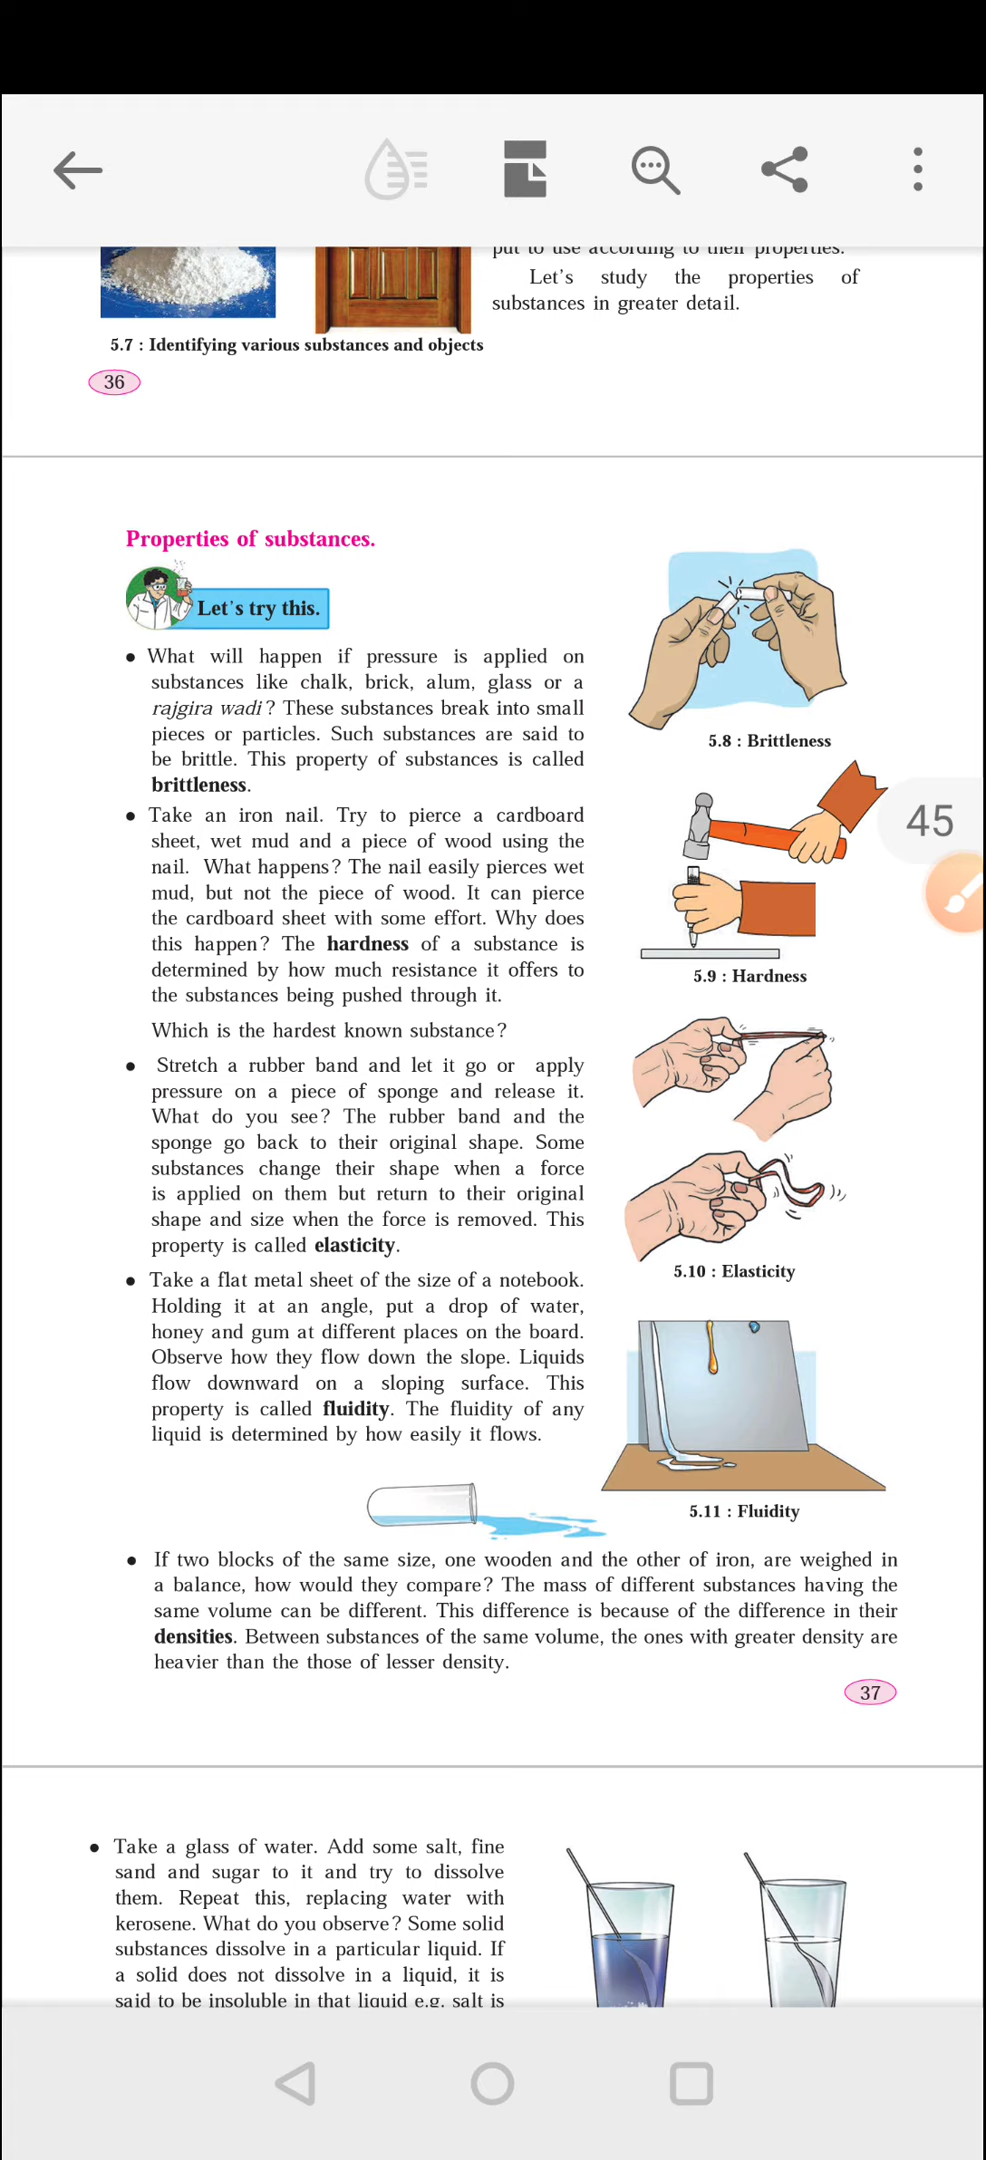 put to use according to their properties.
Let's study the properties of
substances in greater detail.
5.7 : Identifying various substances and objects
36
Properties of substances.
Let's try this.
• What will happen if pressure is applied on
substances like chalk, brick, alum, glass or a
rajgira wadi? These substances break into small
pieces or particles. Such substances are said to
be brittle. This property of substances is called
brittleness.
5.8 : Brittleness
• Take an iron nail. Try to pierce a cardboard
sheet, wet mud and a piece of wood using the
nail. What happens? The nail easily pierces wet
mud, but not the piece of wood. It can pierce
the cardboard sheet with some effort. Why does
this happen? The hardness of a substance is
determined by how much resistance it offers to
the substances being pushed through it.
Which is the hardest known substance?
45
5.9 : Hardness
• Stretch a rubber band and let it go or apply
pressure on a piece of sponge and release it.
What do you see? The rubber band and the
sponge go back to their original shape. Some
substances change their shape when a force
is applied on them but return to their original
shape and size when the force is removed. This
property is called elasticity.
5.10 : Elasticity
• Take a flat metal sheet of the size of a notebook.
Holding it at an angle, put a drop of water,
honey and gum at different places on the board.
Observe how they flow down the slope. Liquids
flow downward on a sloping surface. This
property is called fluidity. The fluidity of any
liquid is determined by how easily it flows.
5.11 : Fluidity
• If two blocks of the same size, one wooden and the other of iron, are weighed in
a balance, how would they compare? The mass of different substances having the
same volume can be different. This difference is because of the difference in their
densities. Between substances of the same volume, the ones with greater density are
heavier than the those of lesser density.
37
• Take a glass of water. Add some salt, fine
sand and sugar to it and try to dissolve
them. Repeat this, replacing water with
kerosene. What do you observe? Some solid
substances dissolve in a particular liquid. If
a solid does not dissolve in a liquid, it is
said to be insoluble in that liquid e.g. salt is